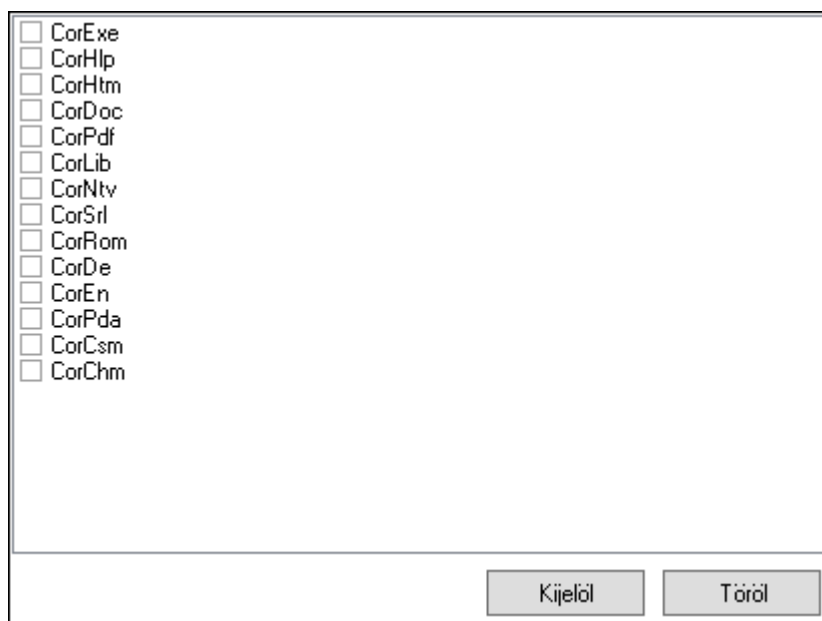 CorExe
CorHlp
CorHtm
CorDoc
CorPdf
CorLib
CorNtv
CorSrl
CorRom
CorDe
CorEn
CorPda
CorCsm
CorChm
Kijelöl Töröl